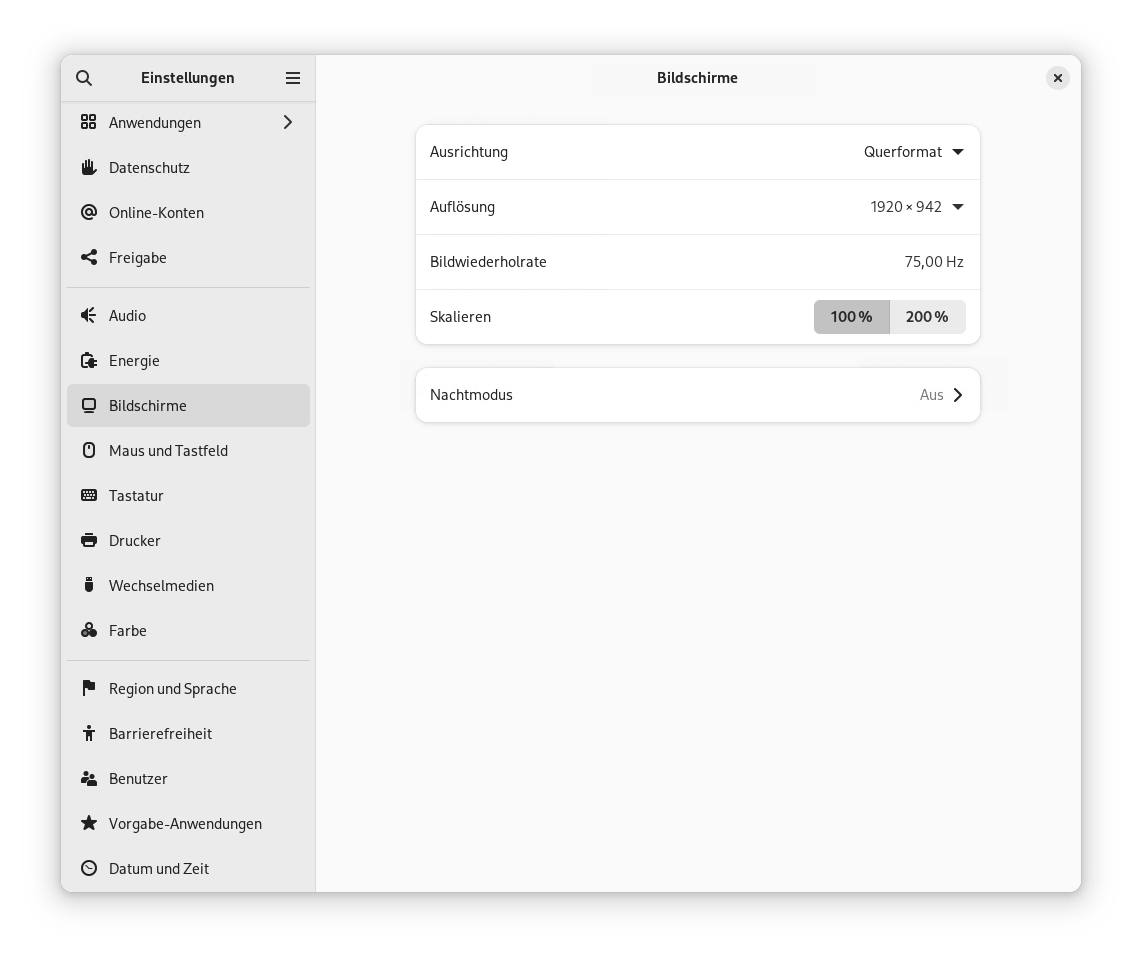 Einstellungen
Anwendungen
Datenschutz
Online-Konten
Freigabe
Audio
Energie
Bildschirme
Maus und Tastfeld
Tastatur
Drucker
Wechselmedien
Farbe
Region und Sprache
Barrierefreiheit
Benutzer
Vorgabe-Anwendungen
Datum und Zeit
Bildschirme
Ausrichtung Querformat
Auflösung 1920 × 942
Bildwiederholrate 75,00 Hz
Skalieren 100 % 200 %
Nachtmodus Aus